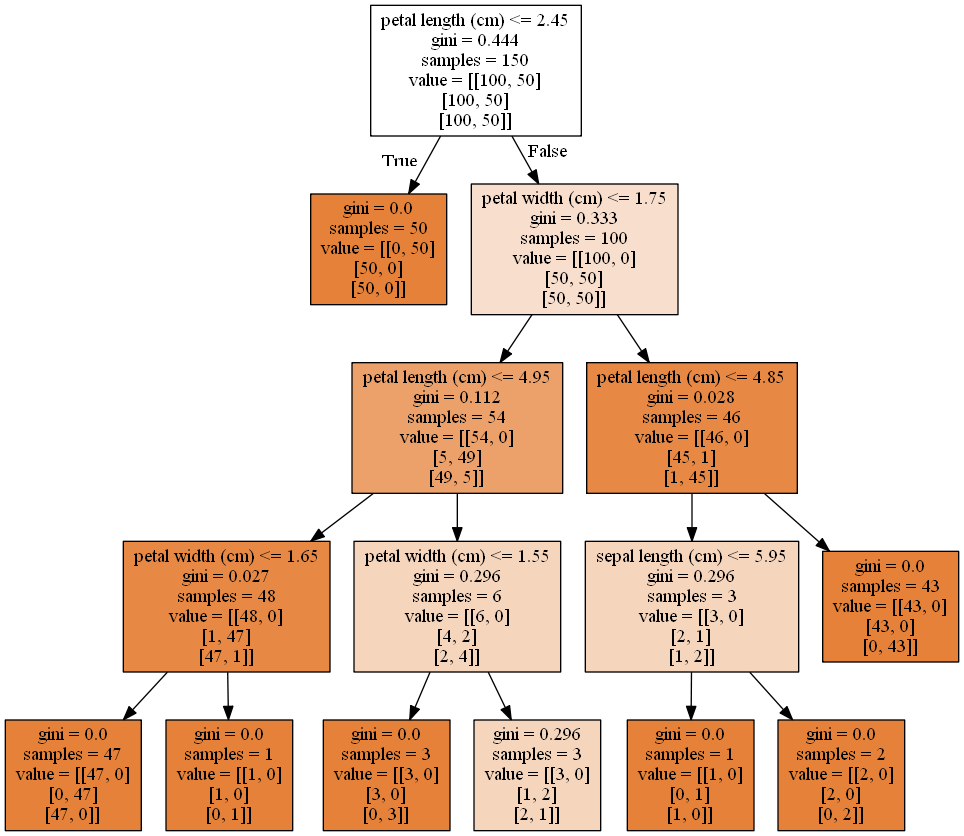 petal length (cm) <= 2.45
gini = 0.444
samples = 150
value = [[100, 50]
[100, 50]
[100, 50]]
True
False
gini = 0.0
samples = 50
value = [[0, 50]
[50, 0]
[50, 0]]
petal width (cm) <= 1.75
gini = 0.333
samples = 100
value = [[100, 0]
[50, 50]
[50, 50]]
petal length (cm) <= 4.95
gini = 0.112
samples = 54
value = [[54, 0]
[5, 49]
[49, 5]]
petal length (cm) <= 4.85
gini = 0.028
samples = 46
value = [[46, 0]
[45, 1]
[1, 45]]
petal width (cm) <= 1.65
gini = 0.027
samples = 48
value = [[48, 0]
[1, 47]
[47, 1]]
petal width (cm) <= 1.55
gini = 0.296
samples = 6
value = [[6, 0]
[4, 2]
[2, 4]]
sepal length (cm) <= 5.95
gini = 0.296
samples = 3
value = [[3, 0]
[2, 1]
[1, 2]]
gini = 0.0
samples = 43
value = [[43, 0]
[43, 0]
[0, 43]]
gini = 0.0
samples = 47
value = [[47, 0]
[0, 47]
[47, 0]]
gini = 0.0
samples = 1
value = [[1, 0]
[1, 0]
[0, 1]]
gini = 0.0
samples = 3
value = [[3, 0]
[3, 0]
[0, 3]]
gini = 0.296
samples = 3
value = [[3, 0]
[1, 2]
[2, 1]]
gini = 0.0
samples = 1
value = [[1, 0]
[0, 1]
[1, 0]]
gini = 0.0
samples = 2
value = [[2, 0]
[2, 0]
[0, 2]]